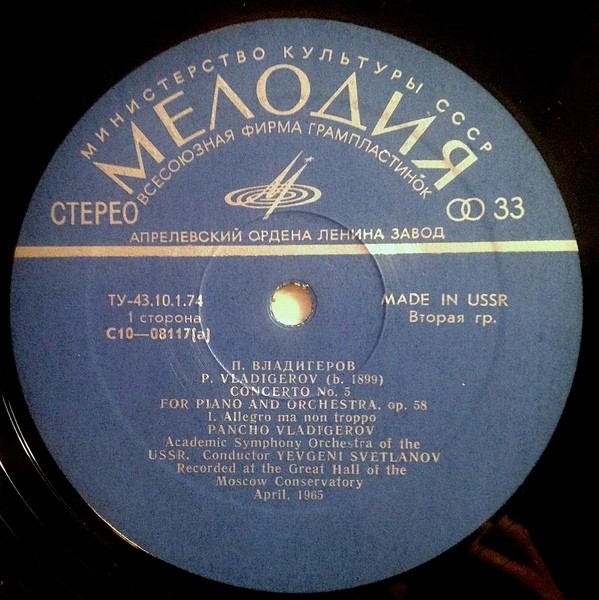 МИНИСТЕРСТВО КУЛЬТУРЫ СССР
МЕЛОДИЯ
ВСЕСОЮЗНАЯ ФИРМА ГРАМПЛАСТИНОК
СТЕРЕО
33
АПРЕЛЕВСКИЙ ОРДЕНА ЛЕНИНА ЗАВОД
ТУ-43.10.1.74
1 сторона
С10—08117(а)
MADE IN USSR
Вторая гр.
П. ВЛАДИГЕРОВ
P. VLADIGEROV (b. 1899)
CONCERTO No. 5
FOR PIANO AND ORCHESTRA, op. 58
I. Allegro ma non troppo
PANCHO VLADIGEROV
Academic Symphony Orchestra of the
USSR. Conductor YEVGENI SVETLANOV
Recorded at the Great Hall of the
Moscow Conservatory
April, 1965